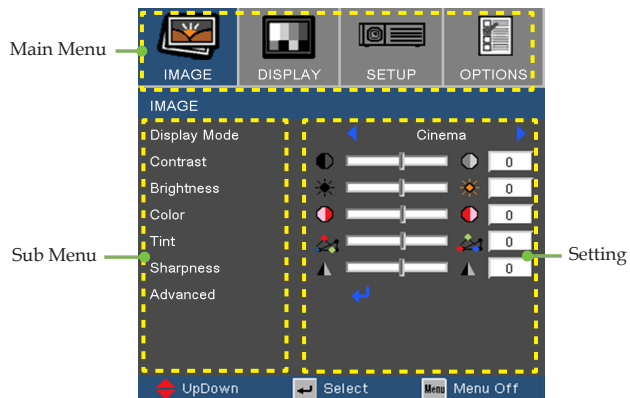 Main Menu
IMAGE DISPLAY SETUP OPTIONS
IMAGE
Display Mode Cinema
Contrast 0
Brightness 0
Color 0
Tint 0
Sub Menu
Setting
Sharpness 0
Advanced
UpDown Select Menu Menu Off